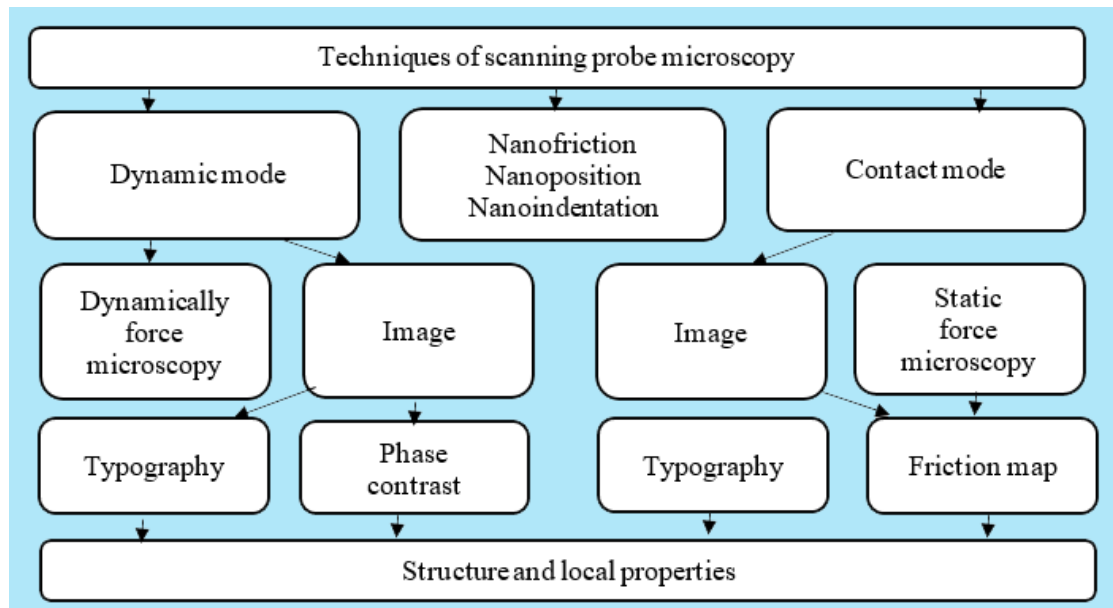 Techniques of scanning probe microscopy
Dynamic mode
Nanofriction
Nanoposition
Nanoindentation
Contact mode
Dynamically
force
microscopy
Image
Image
Static
force
microscopy
Typography
Phase
contrast
Typography
Friction map
Structure and local properties